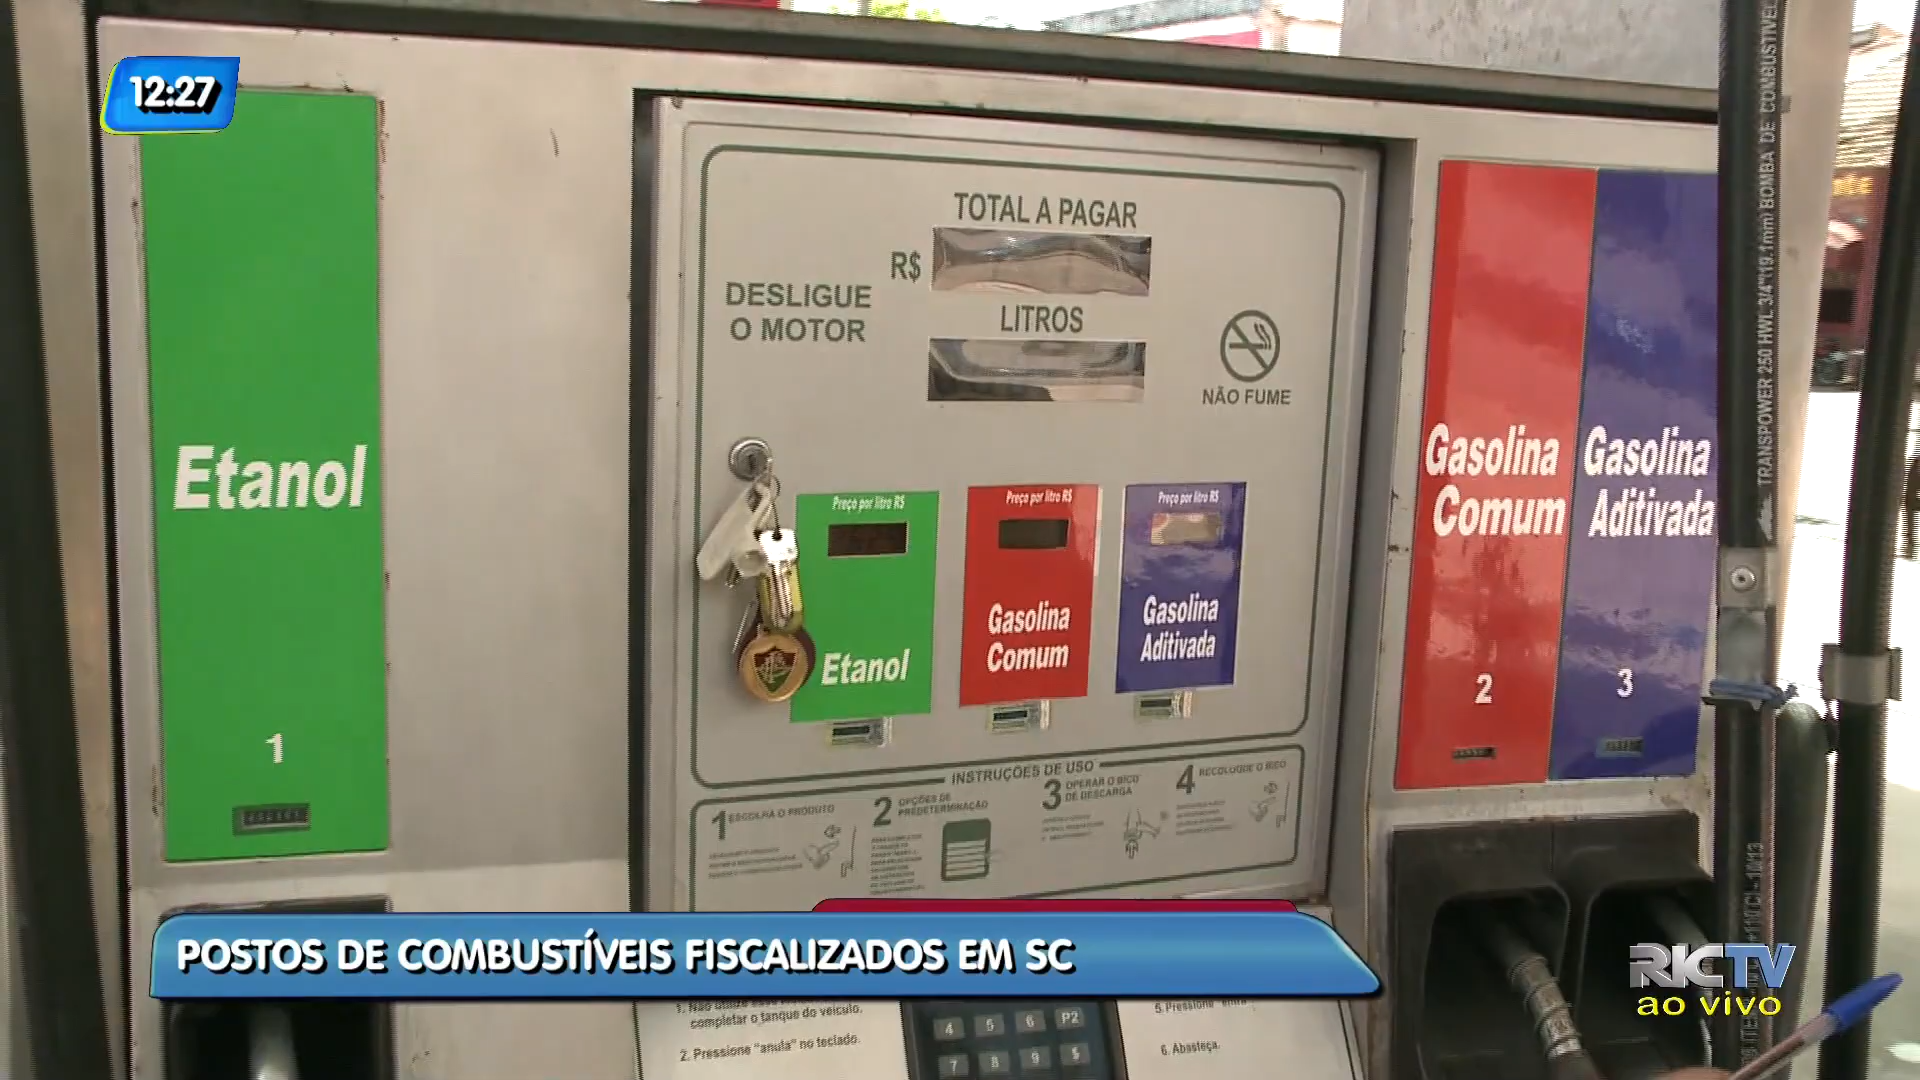 12:27
TOTAL A PAGAR
R$
DESLIGUE
O MOTOR
LITROS
NÃO FUME
Etanol
1
Preço por litro R$
Etanol
Preço por litro R$
Gasolina
Comum
Preço por litro R$
Gasolina
Aditivada
Gasolina
Comum
2
Gasolina
Aditivada
3
TRANSPOWER 250 HWL 3/4"(19.1mm) BOMBA DE COMBUSTIVEL
INSTRUÇÕES DE USO
1 ESCOLHA O PRODUTO
2 OPÇÕES DE
PREDETERMINAÇÃO
3 OPERAR O BICO
DE DESCARGA
4 RECOLOQUE O BICO
POSTOS DE COMBUSTÍVEIS FISCALIZADOS EM SC
RICTV
ao vivo
completar o tanque do veículo.
2. Pressione "anula" no teclado.
4 5 6 P2
7 8 9 $
5. Pressione
6. Abasteça.